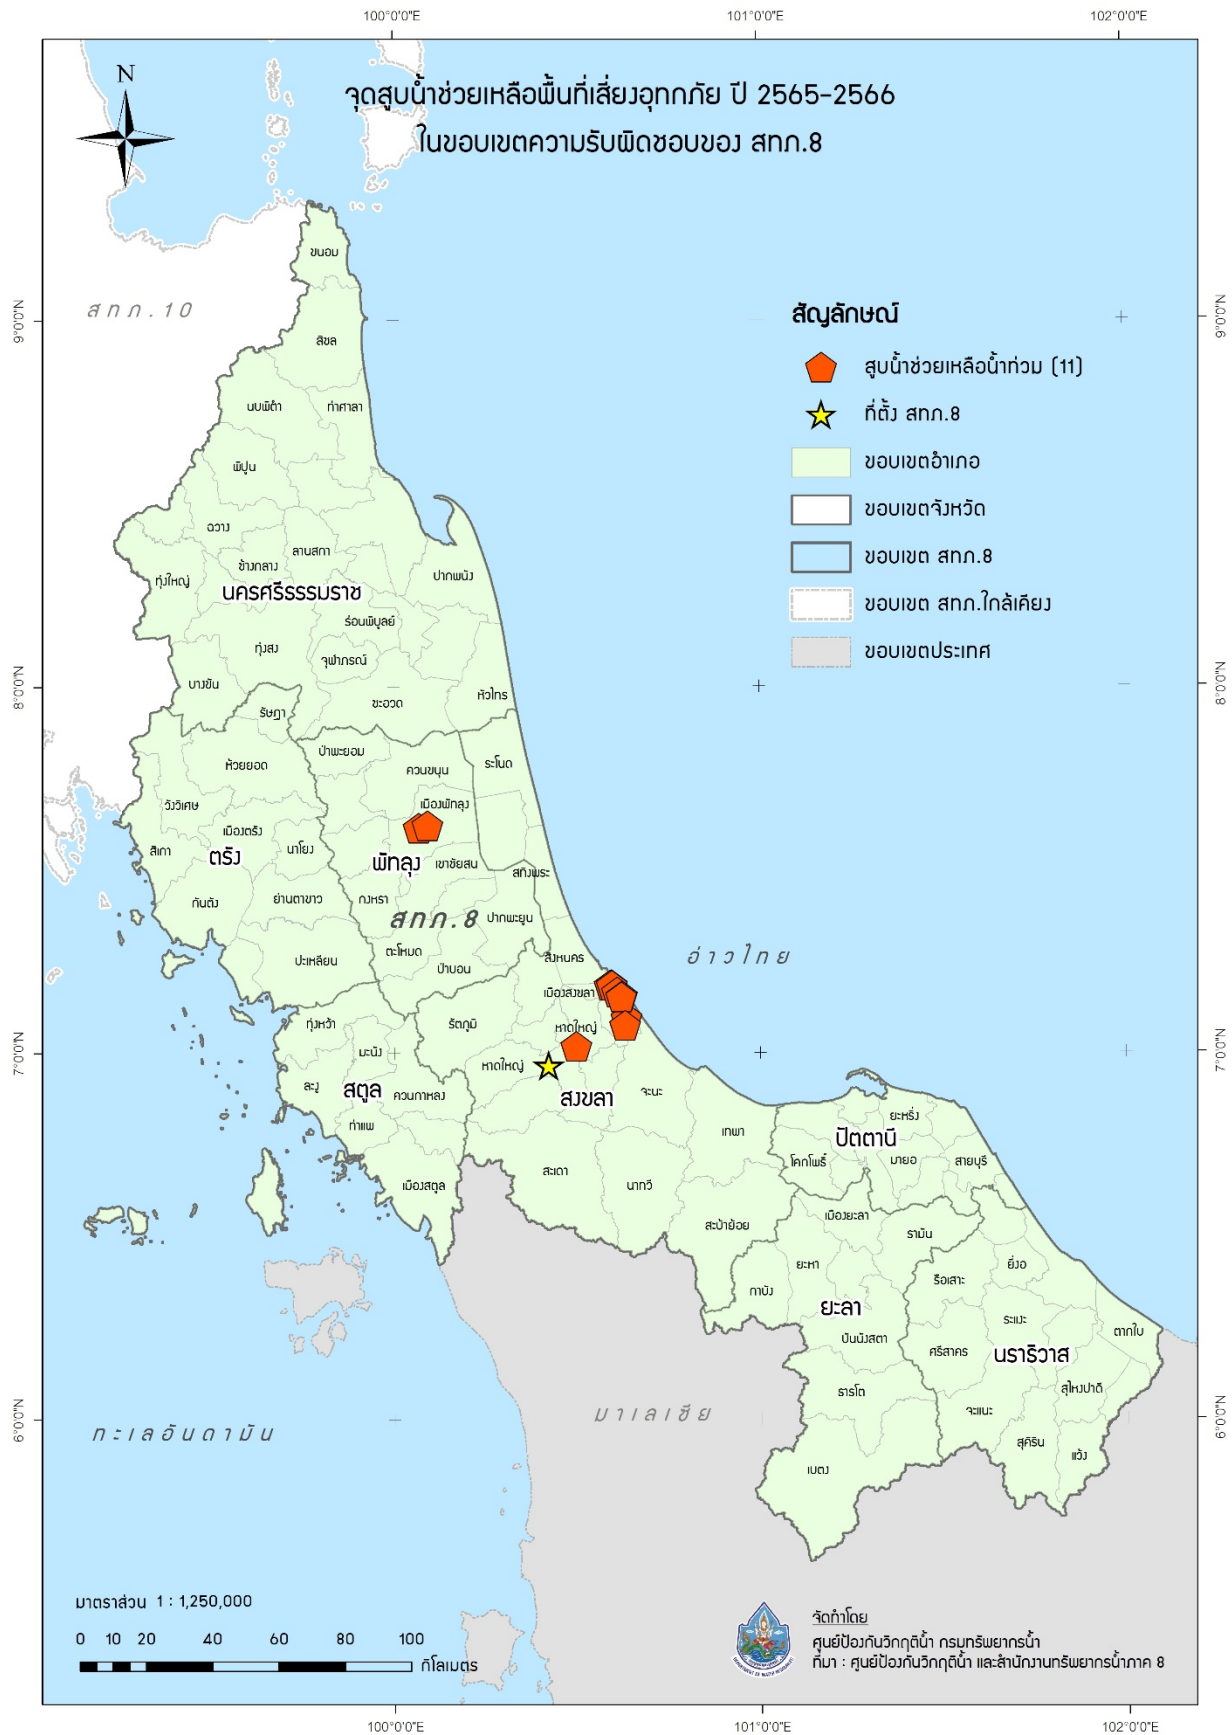 100°0'0"E
101°0'0"E
102°0'0"E
N
จุดสูบน้ำช่วยเหลือพื้นที่เสี่ยงอุทกภัย ปี 2565-2566
ในขอบเขตความรับผิดชอบของ สทภ.8
สทภ.10
9°0'0"N
9°0'0"N
สัญลักษณ์
สูบน้ำช่วยเหลือน้ำท่วม (11)
ที่ตั้ง สทภ.8
ขอบเขตอำเภอ
ขอบเขตจังหวัด
ขอบเขต สทภ.8
ขอบเขต สทภ.ใกล้เคียง
ขอบเขตประเทศ
ขนอม
สิชล
นบพิตำ
ท่าศาลา
พิปูน
ฉวาง
ลานสกา
ช้างกลาง
ทุ่งใหญ่
ปากพนัง
นครศรีธรรมราช
ร่อนพิบูลย์
ทุ่งสง
จุฬาภรณ์
บางขัน
ชะอวด
หัวไทร
8°0'0"N
8°0'0"N
รัษฎา
ป่าพะยอม
ห้วยยอด
ควนขนุน
ระโนด
วังวิเศษ
เมืองพัทลุง
เมืองตรัง
สิเกา
นาโยง
ตรัง
พัทลุง
เขาชัยสน
สทิงพระ
กันตัง
ย่านตาขาว
กงหรา
สทภ.8
ปากพะยูน
ปะเหลียน
ตะโหมด
ป่าบอน
สิงหนคร
อ่าวไทย
เมืองสงขลา
ทุ่งหว้า
รัตภูมิ
หาดใหญ่
มะนัง
หาดใหญ่
7°0'0"N
7°0'0"N
ละงู
สตูล
ควนกาหลง
สงขลา
จะนะ
ท่าแพ
เทพา
ยะหริ่ง
ปัตตานี
โคกโพธิ์
มายอ
สายบุรี
สะเดา
นาทวี
เมืองสตูล
สะบ้าย้อย
เมืองยะลา
รามัน
ยะหา
ยี่งอ
รือเสาะ
กาบัง
ยะลา
ระแงะ
ตากใบ
บันนังสตา
ศรีสาคร
นราธิวาส
ธารโต
สุไหงปาดี
จะแนะ
6°0'0"N
6°0'0"N
มาเลเซีย
ทะเลอันดามัน
สุคิริน
แว้ง
เบตง
มาตราส่วน 1 : 1,250,000
0 10 20 40 60 80 100
กิโลเมตร
จัดทำโดย
ศูนย์ป้องกันวิกฤติน้ำ กรมทรัพยากรน้ำ
ที่มา : ศูนย์ป้องกันวิกฤติน้ำ และสำนักงานทรัพยากรน้ำภาค 8
100°0'0"E
101°0'0"E
102°0'0"E